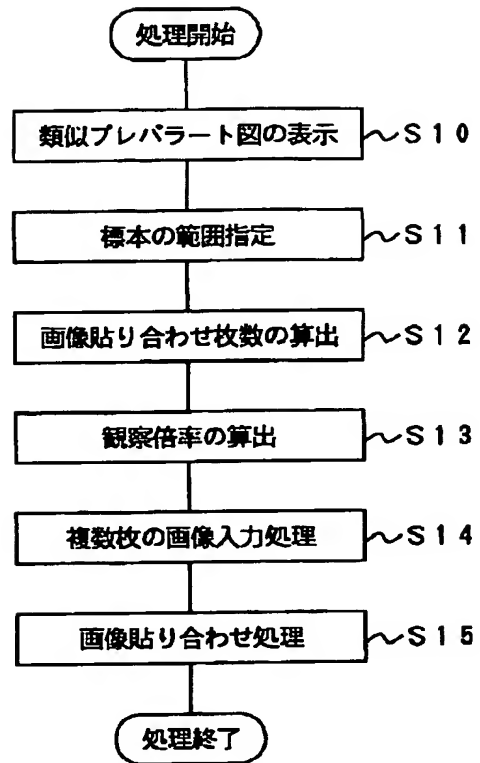 処理開始
類似プレパラート図の表示 S10
標本の範囲指定 S11
画像貼り合わせ枚数の算出 S12
観察倍率の算出 S13
複数枚の画像入力処理 S14
画像貼り合わせ処理 S15
処理終了